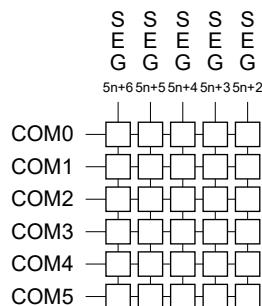 S S S S S
E E E E E
G G G G G
5n+6 5n+5 5n+4 5n+3 5n+2
COM0
COM1
COM2
COM3
COM4
COM5